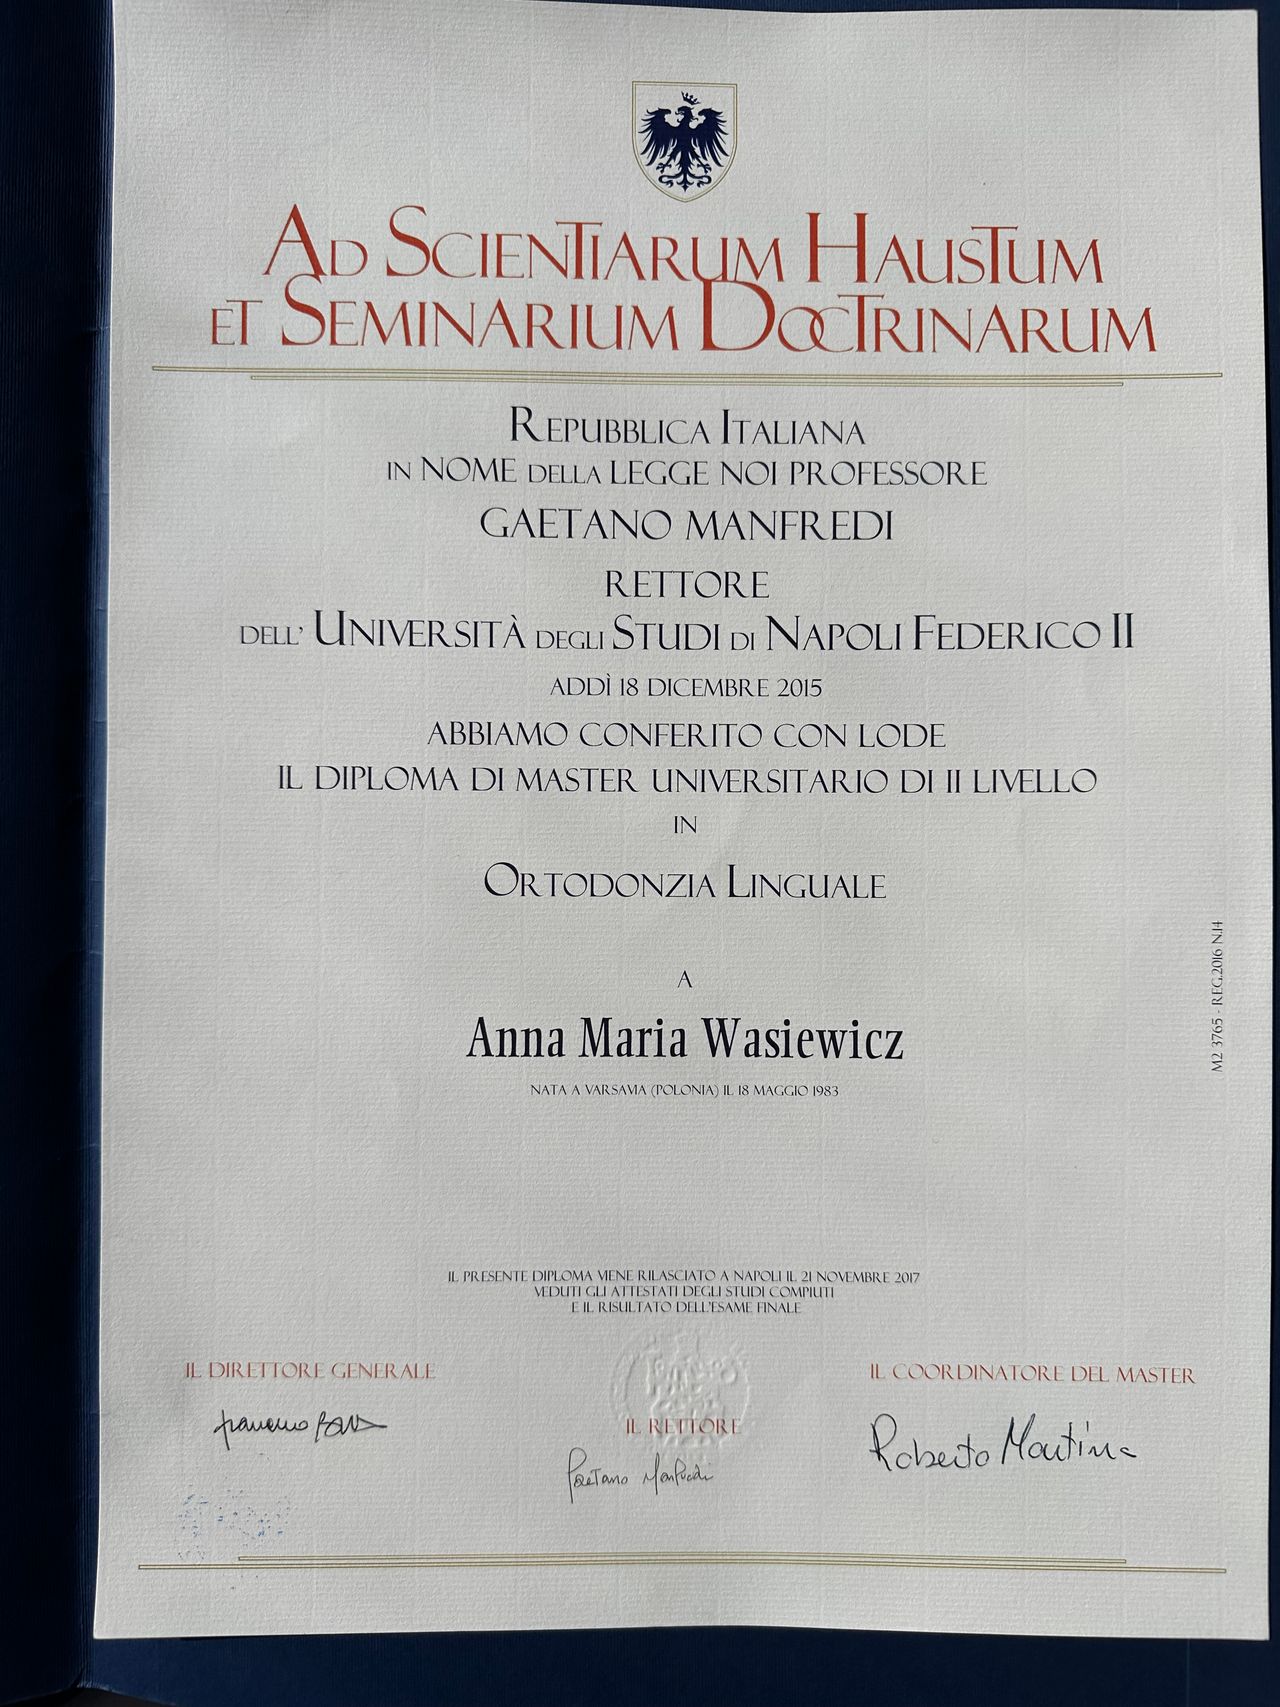 AD SCIENTIARUM HAUSTUM
ET SEMINARIUM DOCTRINARUM
REPUBBLICA ITALIANA
IN NOME DELLA LEGGE NOI PROFESSORE
GAETANO MANFREDI
RETTORE
DELL' UNIVERSITÀ DEGLI STUDI DI NAPOLI FEDERICO II
ADDÌ 18 DICEMBRE 2015
ABBIAMO CONFERITO CON LODE
IL DIPLOMA DI MASTER UNIVERSITARIO DI II LIVELLO
IN
ORTODONZIA LINGUALE
A
Anna Maria Wasiewicz
NATA A VARSAVIA (POLONIA) IL 18 MAGGIO 1983
M2 3765 - REG.2016 N.14
IL PRESENTE DIPLOMA VIENE RILASCIATO A NAPOLI IL 21 NOVEMBRE 2017
VEDUTI GLI ATTESTATI DEGLI STUDI COMPIUTI
E IL RISULTATO DELL'ESAME FINALE
IL DIRETTORE GENERALE
IL RETTORE
IL COORDINATORE DEL MASTER
Gaetano Manfredi
Roberto Martina